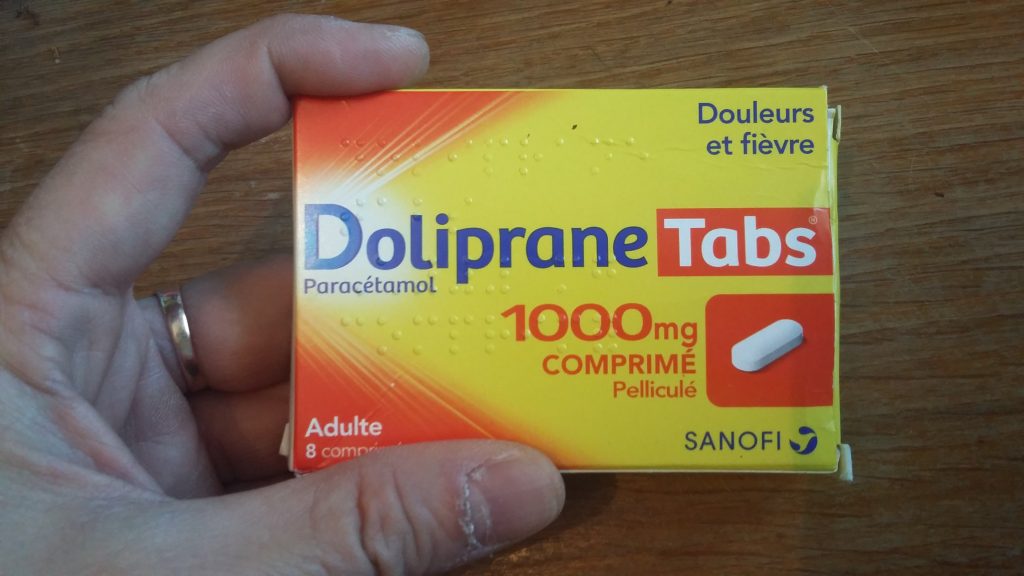 Douleurs
et fièvre
Doliprane Tabs®
Paracétamol
1000mg
COMPRIMÉ
Pelliculé
Adulte
8
SANOFI